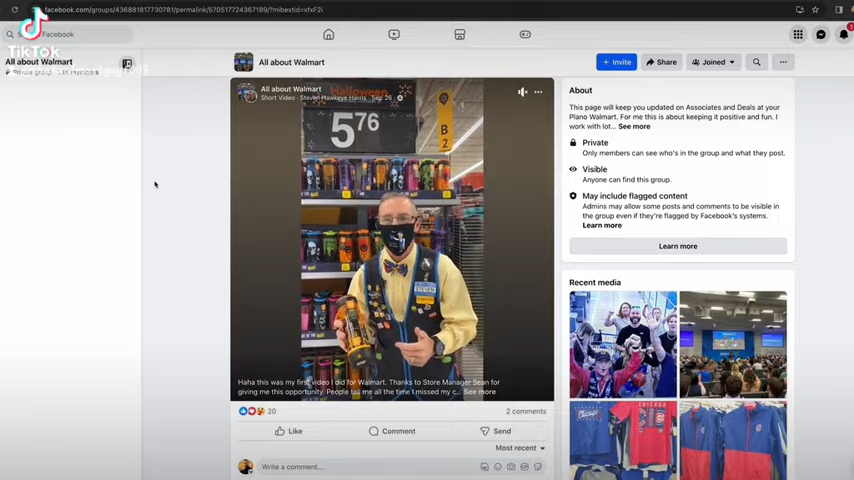 facebook.com/groups/436881817730781/permalink/570517724367189/?mibextid=xfxF2i
Facebook
TikTok
All about Walmart
Private group
All about Walmart
Invite
Share
Joined
All about Walmart
Short Video · Steven Hawkeye Harris · Sep 26
Halloween
5 76
B
2
STEVEN
Haha this was my first video I did for Walmart. Thanks to Store Manager Sean for
giving me this opportunity. People tell me all the time I missed my c... See more
20
2 comments
Like
Comment
Send
Most recent
Write a comment...
About
This page will keep you updated on Associates and Deals at your
Plano Walmart. For me this is about keeping it positive and fun. I
work with lot... See more
Private
Only members can see who's in the group and what they post.
Visible
Anyone can find this group.
May include flagged content
Admins may allow some posts and comments to be visible in
the group even if they're flagged by Facebook's systems.
Learn more
Learn more
Recent media